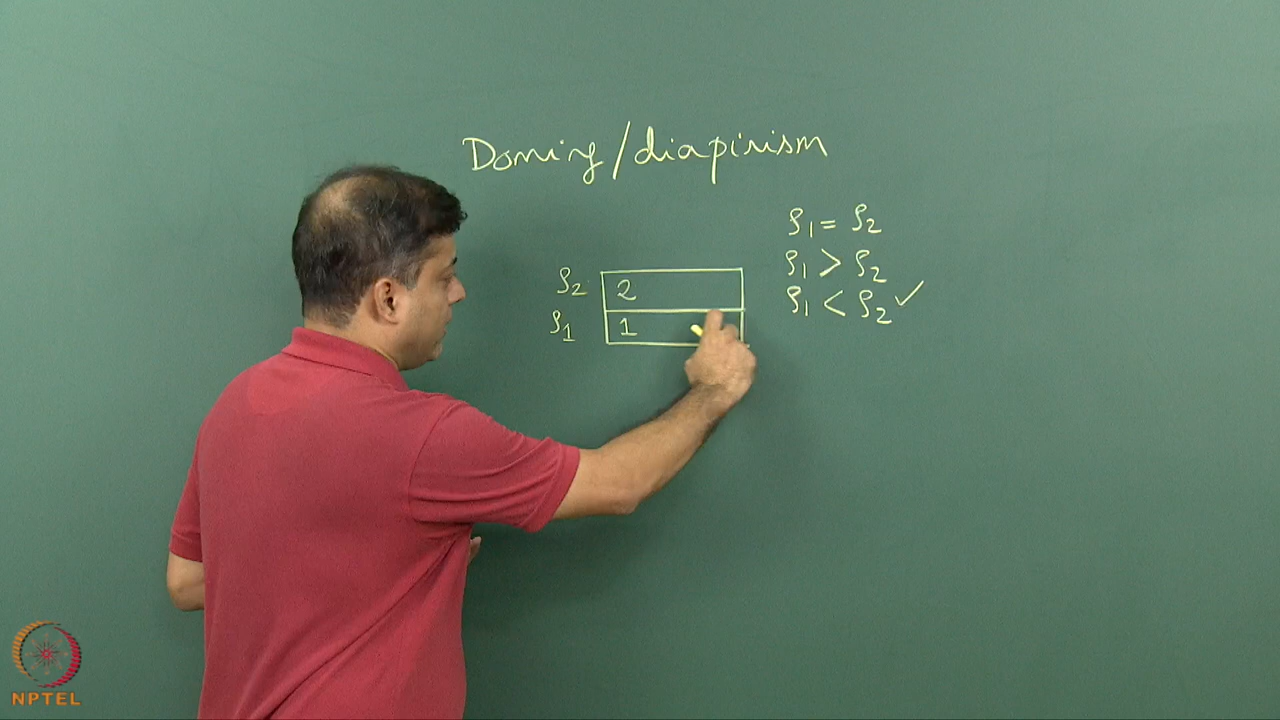 Doming/diapirism
ρ1 = ρ2
ρ1 > ρ2
ρ1 < ρ2 ✓
ρ2 2
ρ1 1
NPTEL